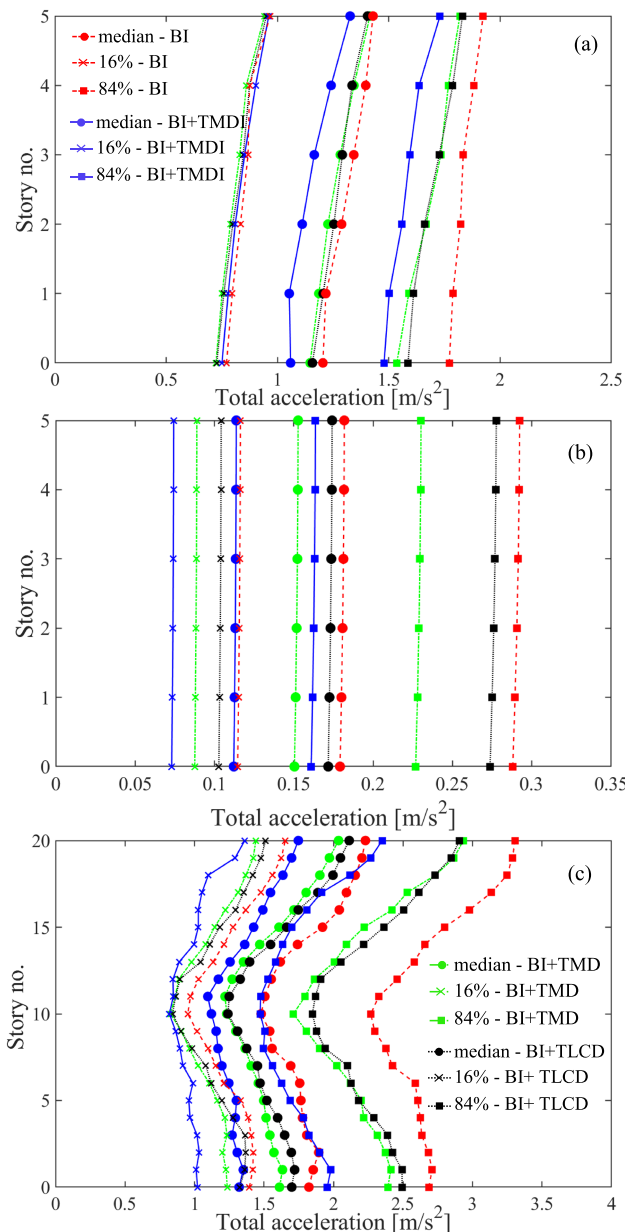 5
4
3
2
1
0
Story no.
(a)
median - BI
16% - BI
84% - BI
median - BI+TMDI
16% - BI+TMDI
84% - BI+TMDI
0 0.5 1 1.5 2 2.5
Total acceleration [m/s²]
5
4
3
2
1
0
Story no.
(b)
0 0.05 0.1 0.15 0.2 0.25 0.3 0.35
Total acceleration [m/s²]
20
15
10
5
0
Story no.
(c)
median - BI+TMD
16% - BI+TMD
84% - BI+TMD
median - BI+TLCD
16% - BI+ TLCD
84% - BI+ TLCD
0 0.5 1 1.5 2 2.5 3 3.5 4
Total acceleration [m/s²]